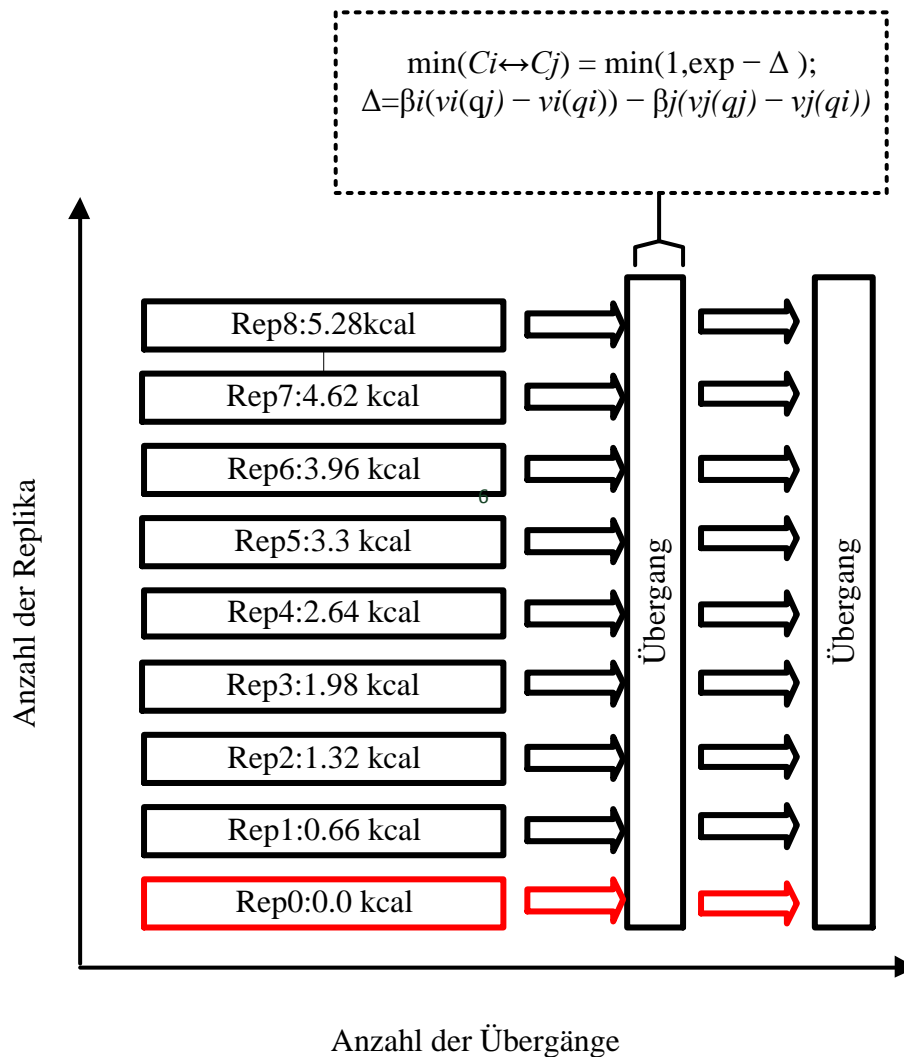 min(Ci↔Cj) = min(1,exp − Δ );
Δ=βi(vi(qj) − vi(qi)) − βj(vj(qj) − vj(qi))
Anzahl der Replika
Rep8:5.28kcal
Rep7:4.62 kcal
Rep6:3.96 kcal
6
Rep5:3.3 kcal
Rep4:2.64 kcal
Rep3:1.98 kcal
Rep2:1.32 kcal
Rep1:0.66 kcal
Rep0:0.0 kcal
Übergang
Übergang
Anzahl der Übergänge